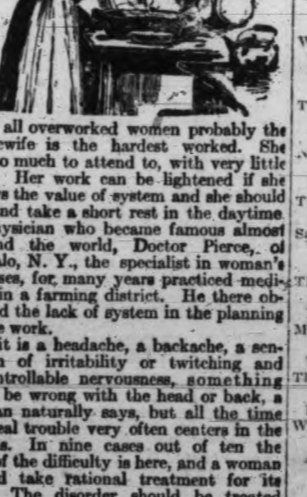 all overworked women probably the
ewife is the hardest worked. She
o much to attend to, with very little
Her work can be lightened if she
s the value of system and she should
nd take a short rest in the daytime.
ysician who became famous almost
nd the world, Doctor Pierce, of
lo, N. Y., the specialist in woman's
ses, for, many years practiced medi-
in a farming district. He there ob-
d the lack of system in the planning
e work.
it is a headache, a backache, a sen-
n of irritability or twitching and
ntrollable nervousness, something
be wrong with the head or back, a
an naturally says, but all the time
eal trouble very often centers in the
s. In nine cases out of ten the
of the difficulty is here, and a woman
d take rational treatment for its
The disorder should be